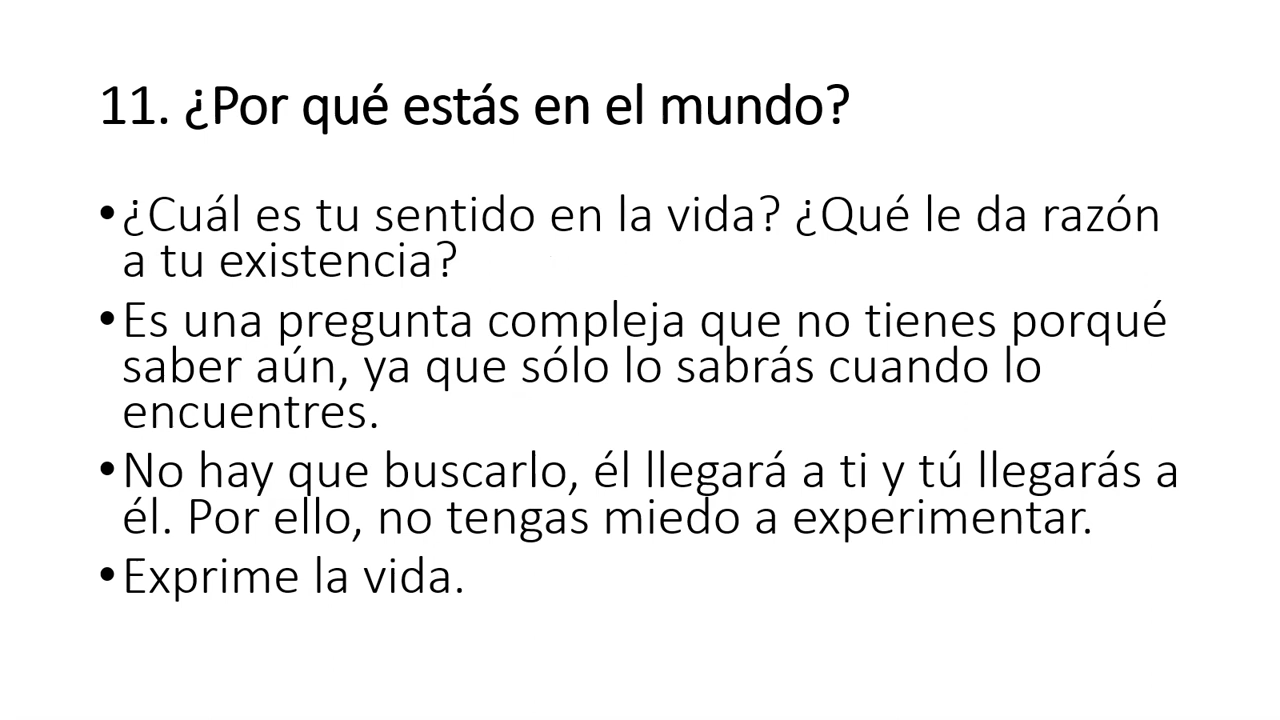 11. ¿Por qué estás en el mundo?
•¿Cuál es tu sentido en la vida? ¿Qué le da razón
a tu existencia?
•Es una pregunta compleja que no tienes porqué
saber aún, ya que sólo lo sabrás cuando lo
encuentres.
•No hay que buscarlo, él llegará a ti y tú llegarás a
él. Por ello, no tengas miedo a experimentar.
•Exprime la vida.